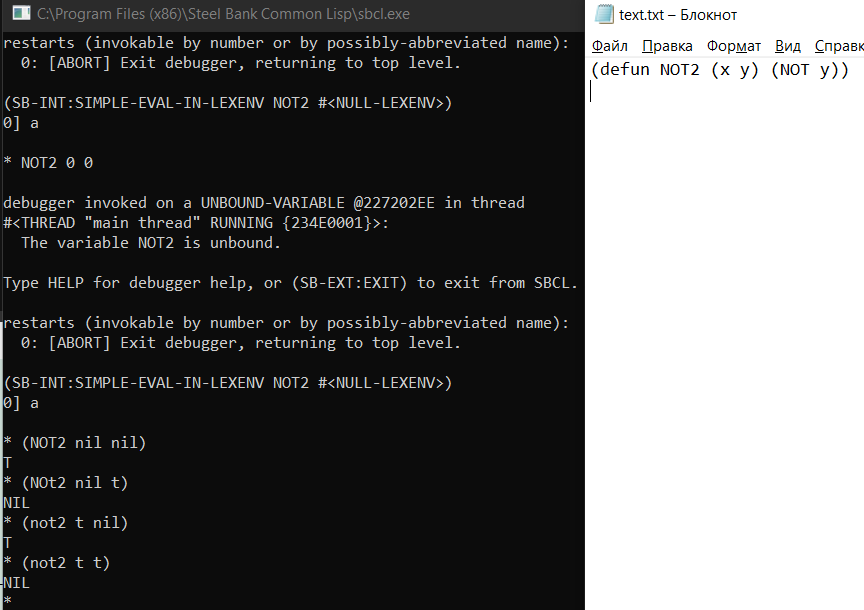 C:\Program Files (x86)\Steel Bank Common Lisp\sbcl.exe
restarts (invokable by number or by possibly-abbreviated name):
  0: [ABORT] Exit debugger, returning to top level.
(SB-INT:SIMPLE-EVAL-IN-LEXENV NOT2 #<NULL-LEXENV>)
0] a
* NOT2 0 0
debugger invoked on a UNBOUND-VARIABLE @227202EE in thread
#<THREAD "main thread" RUNNING {234E0001}>:
  The variable NOT2 is unbound.
Type HELP for debugger help, or (SB-EXT:EXIT) to exit from SBCL.
restarts (invokable by number or by possibly-abbreviated name):
  0: [ABORT] Exit debugger, returning to top level.
(SB-INT:SIMPLE-EVAL-IN-LEXENV NOT2 #<NULL-LEXENV>)
0] a
* (NOT2 nil nil)
T
* (NOt2 nil t)
NIL
* (not2 t nil)
T
* (not2 t t)
NIL
*
text.txt – Блокнот
Файл Правка Формат Вид Справк
(defun NOT2 (x y) (NOT y))